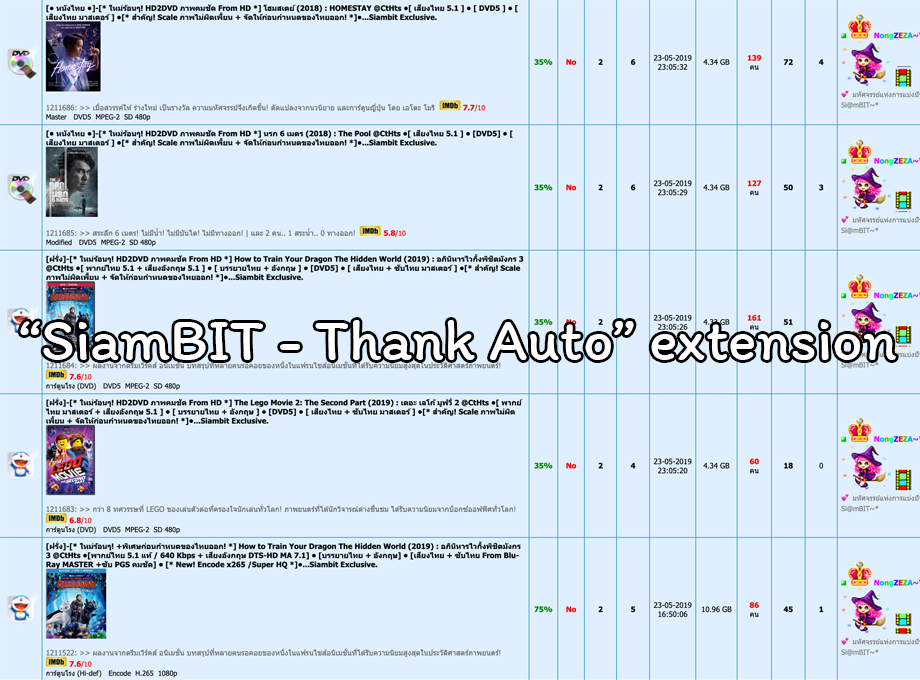 [● หนังไทย ●]-[* ใหม่ร้อนๆ! HD2DVD ภาพคมชัด From HD *] โฮมสเตย์ (2018) : HOMESTAY @CtHts ●[ เสียงไทย 5.1 ] ● [ DVD5 ] ● [
เสียงไทย มาสเตอร์ ] ●[* สำคัญ! Scale ภาพไม่ผิดเพี้ยน + จัดให้ก่อนกำหนดของไทยออก! *]●...Siambit Exclusive.
DVD
Homestay
35% No 2 6 23-05-2019 4.34 GB 139 72 4
23:05:32 คน
NongZEZA~
💕 มหัศจรรย์แห่งการแบ่งปั
Si@mBIT~*
1211686: >> เมื่อสวรรค์ให้ ร่างใหม่ เป็นรางวัล ความมหัศจรรย์จึงเกิดขึ้น! ดัดแปลงจากนวนิยาย และการ์ตูนญี่ปุ่น โดย เอโตะ โมริ IMDb 7.7/10
Master DVD5 MPEG-2 SD 480p
[● หนังไทย ●]-[* ใหม่ร้อนๆ! HD2DVD ภาพคมชัด From HD *] นรก 6 เมตร (2018) : The Pool @CtHts ●[ เสียงไทย 5.1 ] ● [DVD5] ● [
เสียงไทย มาสเตอร์ ] ●[* สำคัญ! Scale ภาพไม่ผิดเพี้ยน + จัดให้ก่อนกำหนดของไทยออก! *]●...Siambit Exclusive.
DVD
35% No 2 6 23-05-2019 4.34 GB 127 50 3
23:05:29 คน
NongZEZA~
💕 มหัศจรรย์แห่งการแบ่งปั
Si@mBIT~*
1211685: >> สระลึก 6 เมตร! ไม่มีน้ำ! ไม่มีบันได! ไม่มีทางออก! | และ 2 คน.. 1 สระน้ำ.. 0 ทางออก! IMDb 5.8/10
Modified DVD5 MPEG-2 SD 480p
[ฝรั่ง]-[* ใหม่ร้อนๆ! HD2DVD ภาพคมชัด From HD *] How to Train Your Dragon The Hidden World (2019) : อภินิหารไวกิ้งพิชิตมังกร 3
@CtHts ●[ พากย์ไทย 5.1 + เสียงอังกฤษ 5.1 ] ● [ บรรยายไทย + อังกฤษ ] ● [DVD5] ● [ เสียงไทย + ซับไทย มาสเตอร์ ] ●[* สำคัญ! Scale
ภาพไม่ผิดเพี้ยน + จัดให้ก่อนกำหนดของไทยออก! *]●...Siambit Exclusive.
35% No 2 161 51
23:05:26
NongZEZA~
“SiamBIT – Thank Auto” extension
1211684: >> ผลงานจากดรีมเวิร์คส์ อนิเมชั่น บทสรุปที่หลายคนรอคอยของหนึ่งในแฟรนไชส์อนิเมชั่นที่ได้รับความนิยมสูงสุดในประวัติศาสตร์ภาพยนตร์!
IMDb 7.6/10
การ์ตูนโรง (DVD) DVD5 MPEG-2 SD 480p
Si@mBIT~*
[ฝรั่ง]-[* ใหม่ร้อนๆ! HD2DVD ภาพคมชัด From HD *] The Lego Movie 2: The Second Part (2019) : เดอะ เลโก้ มูฟวี่ 2 @CtHts ●[ พากย์
ไทย มาสเตอร์ + เสียงอังกฤษ 5.1 ] ● [ บรรยายไทย + อังกฤษ ] ● [DVD5] ● [ เสียงไทย + ซับไทย มาสเตอร์ ] ●[* สำคัญ! Scale ภาพไม่ผิด
เพี้ยน + จัดให้ก่อนกำหนดของไทยออก! *]●...Siambit Exclusive.
35% No 2 4 23-05-2019 4.34 GB 60 18 0
23:05:20 คน
NongZEZA~
💕 มหัศจรรย์แห่งการแบ่งปั
Si@mBIT~*
1211683: >> กว่า 8 ทศวรรษที่ LEGO ของเล่นตัวต่อที่ครองใจนักเล่นทั่วโลก! ภาพยนตร์ที่ได้นักวิจารณ์ต่างชื่นชม ได้รับความนิยมจากบ็อกซ์ออฟฟิศทั่วโลก!
IMDb 6.8/10
การ์ตูนโรง (DVD) DVD5 MPEG-2 SD 480p
[ฝรั่ง]-[* ใหม่ร้อนๆ! +พิเศษก่อนกำหนดของไทยออก! *] How to Train Your Dragon The Hidden World (2019) : อภินิหารไวกิ้งพิชิตมังกร
3 @CtHts ●[พากย์ไทย 5.1 แท้ / 640 Kbps + เสียงอังกฤษ DTS-HD MA 7.1] ● [บรรยายไทย + อังกฤษ] ● [เสียงไทย + ซับไทย From Blu-
Ray MASTER +ซับ PGS คมชัด] ● [* New! Encode x265 /Super HQ *]●...Siambit Exclusive.
75% No 2 5 23-05-2019 10.96 GB 86 45 1
16:50:06 คน
NongZEZA~
💕 มหัศจรรย์แห่งการแบ่งปั
Si@mBIT~*
1211522: >> ผลงานจากดรีมเวิร์คส์ อนิเมชั่น บทสรุปที่หลายคนรอคอยของหนึ่งในแฟรนไชส์อนิเมชั่นที่ได้รับความนิยมสูงสุดในประวัติศาสตร์ภาพยนตร์!
IMDb 7.6/10
การ์ตูนโรง (Hi-def) Encode H.265 1080p